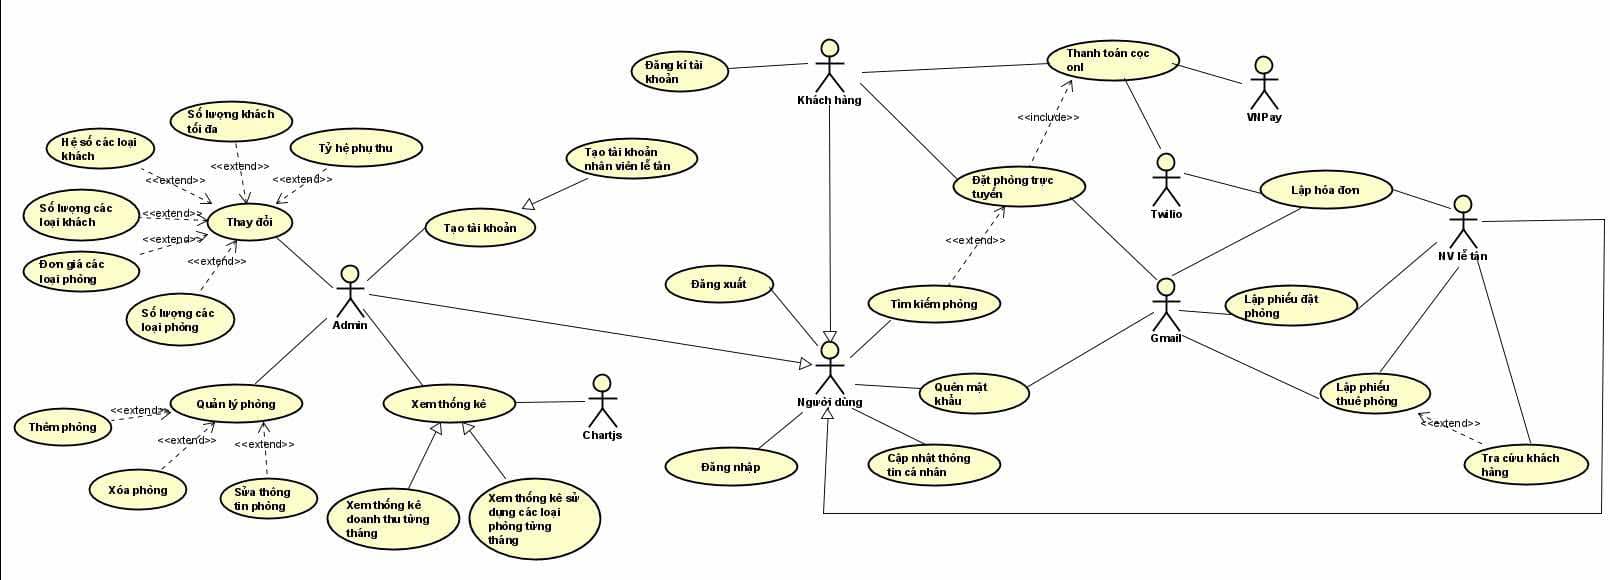 Đăng kí tài
khoản
Khách hàng
Thanh toán cọc
onl
VNPay
<<include>>
Số lượng khách
tối đa
Hệ số các loại
khách
Tỷ hệ phụ thu
<<extend>>
<<extend>>
<<extend>>
Tạo tài khoản
nhân viên lễ tân
Đặt phòng trực
tuyến
Twilio
Lập hóa đơn
Số lượng các
loại khách
<<extend>>
Thay đổi
Tạo tài khoản
<<extend>>
<<extend>>
<<extend>>
NV lễ tân
Đơn giá các
loại phòng
Số lượng các
loại phòng
Admin
Đăng xuất
Tìm kiếm phòng
Gmail
Lập phiếu đặt
phòng
Người dùng
Quên mật
khẩu
Lập phiếu
thuê phòng
<<extend>>
Quản lý phòng
Xem thống kê
Chartjs
Thêm phòng
<<extend>>
<<extend>>
<<extend>>
Xóa phòng
Sửa thông
tin phòng
Xem thống kê
doanh thu từng
tháng
Xem thống kê sử
dụng các loại
phòng từng
tháng
Đăng nhập
Cập nhật thông
tin cá nhân
Tra cứu khách
hàng